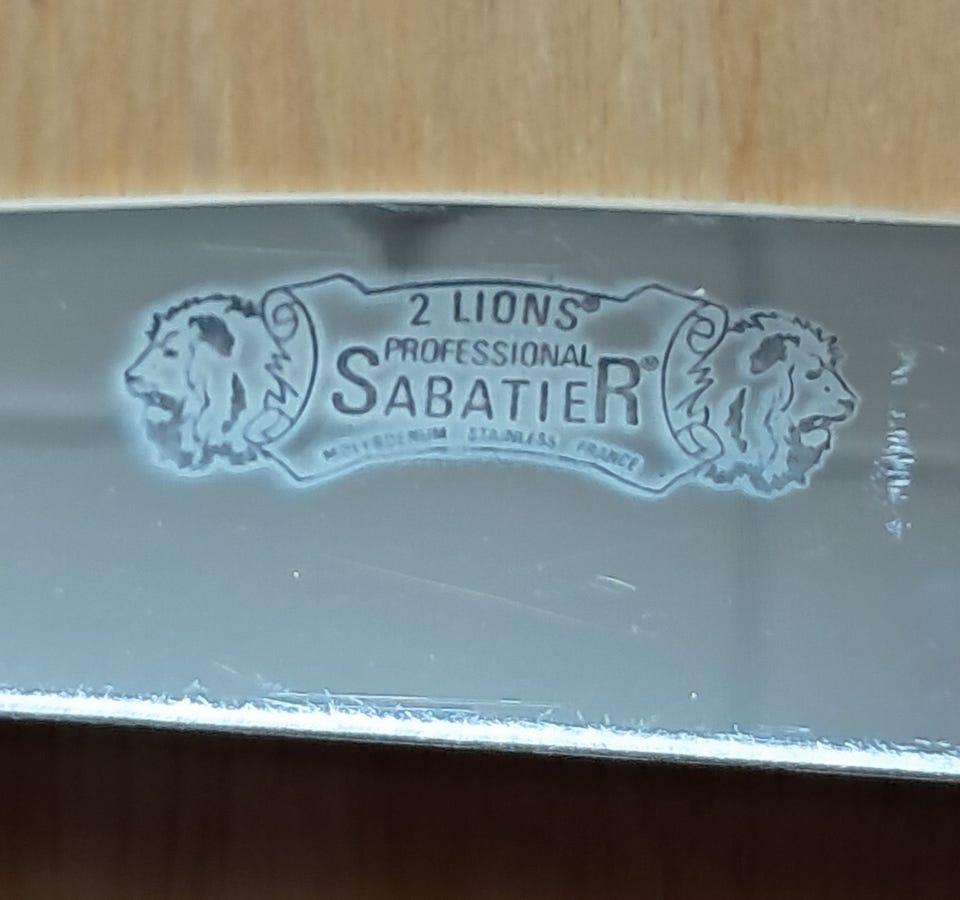 2 LIONS®
PROFESSIONAL
SABATIER®
MOLYBDENUM STAINLESS FRANCE